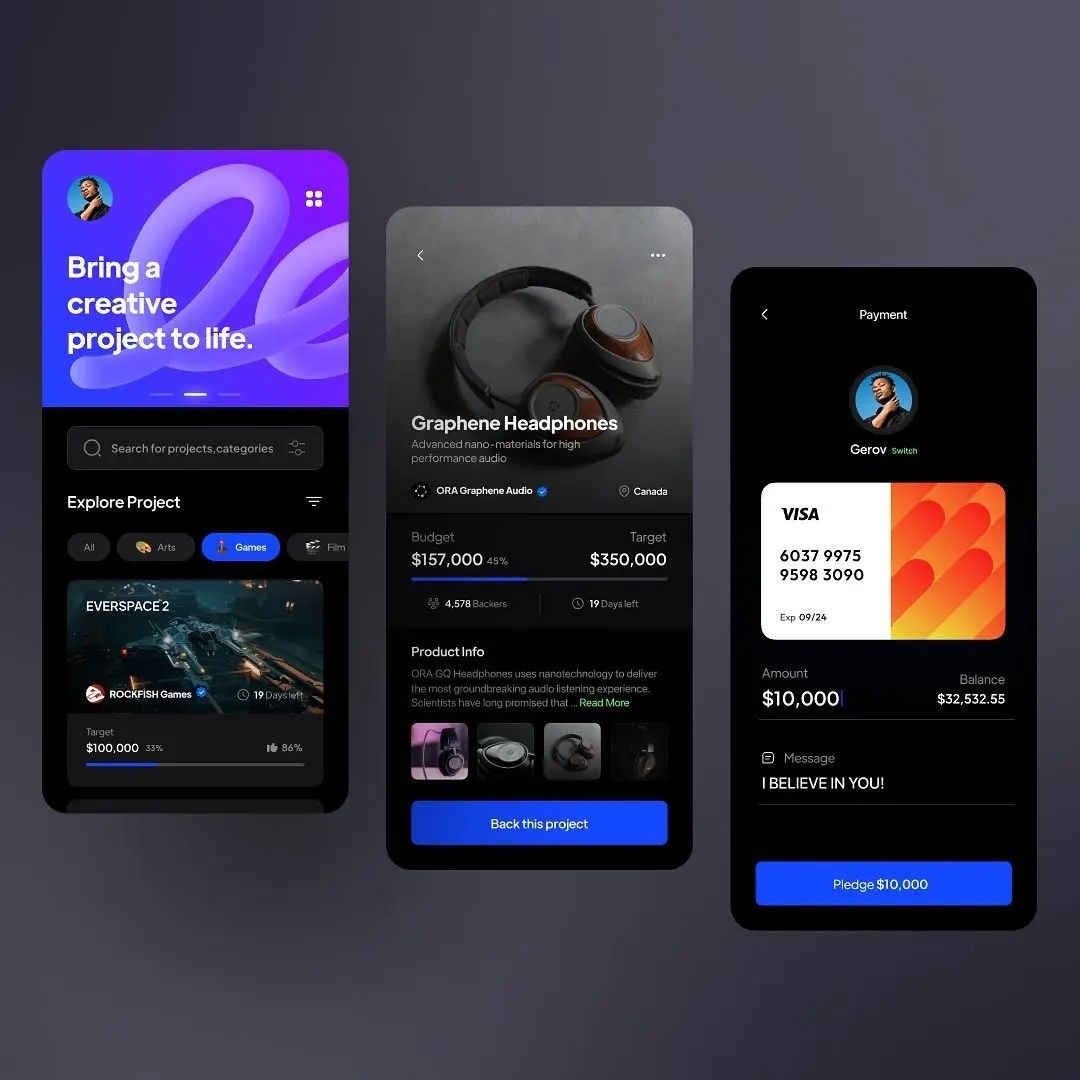 Bring a
creative
project to life.
Search for projects,categories
Explore Project
All
Arts
Games
Film
EVERSPACE 2
ROCKFISH Games
19 Days left
Target
$100,000 33%
86%
Graphene Headphones
Advanced nano-materials for high
performance audio
ORA Graphene Audio
Canada
Budget
Target
$157,000 45%
$350,000
4,578 Backers
19 Days left
Product Info
ORA GQ Headphones uses nanotechnology to deliver
the most groundbreaking audio listening experience.
Scientists have long promised that ... Read More
Back this project
Payment
Gerov Switch
VISA
6037 9975
9598 3090
Exp 09/24
Amount
Balance
$10,000
$32,532.55
Message
I BELIEVE IN YOU!
Pledge $10,000